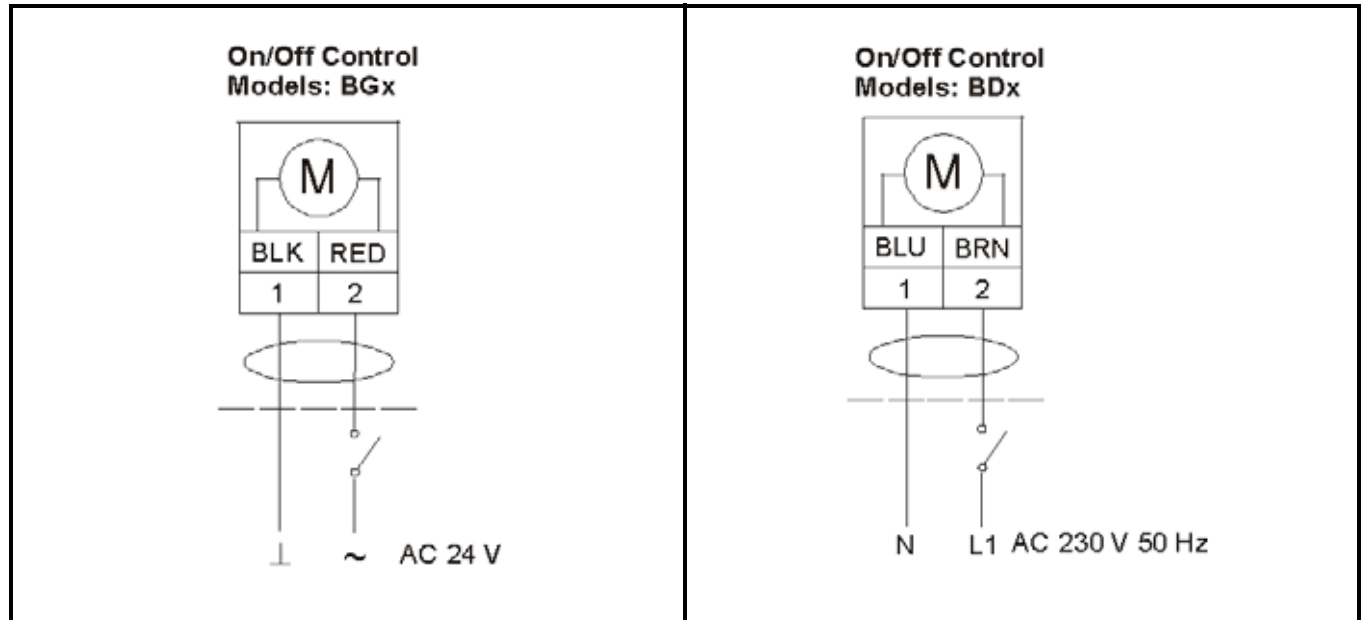 On/Off Control
Models: BGx
M
BLK RED
1 2
⊥ ~ AC 24 V
On/Off Control
Models: BDx
M
BLU BRN
1 2
N L1 AC 230 V 50 Hz